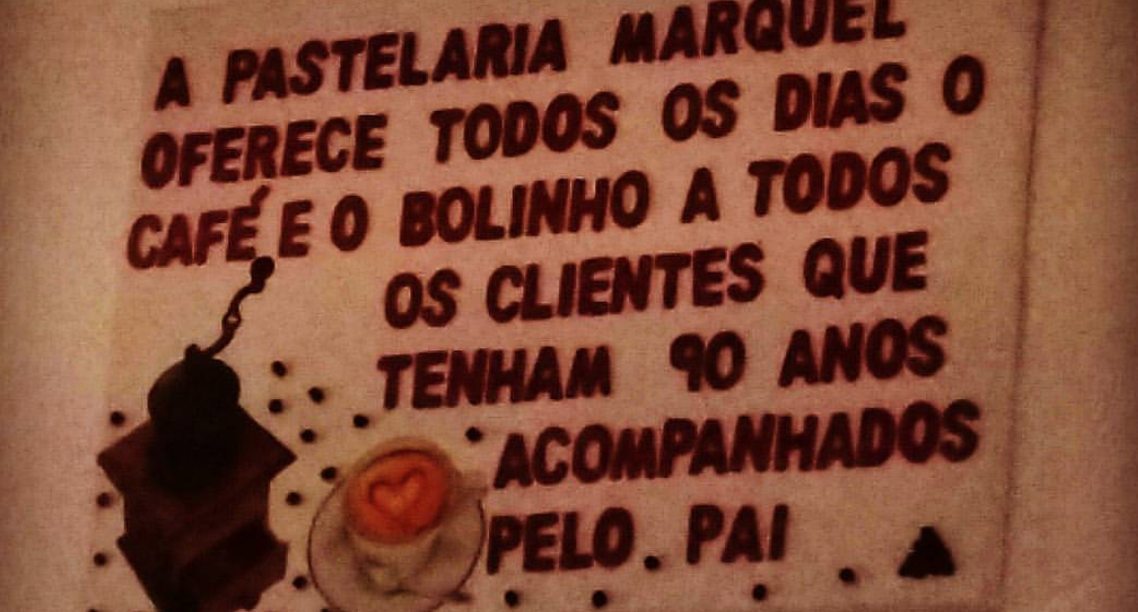 A PASTELARIA MARQUEL
OFERECE TODOS OS DIAS O
CAFÉ E O BOLINHO A TODOS
OS CLIENTES QUE
TENHAM 90 ANOS
ACOMPANHADOS
PELO. PAI